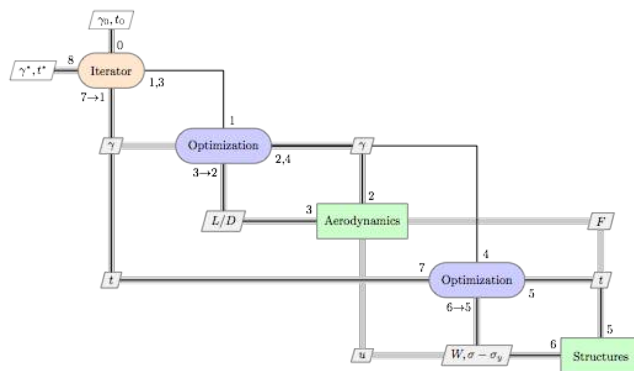 γ₀, t₀
0
8
γ*, t*
Iterator
1,3
7→1
1
γ
Optimization
γ
2,4
3→2
2
L/D
3
Aerodynamics
F
4
7
t
Optimization
t
5
6→5
5
6
u
W, σ − σ_y
Structures